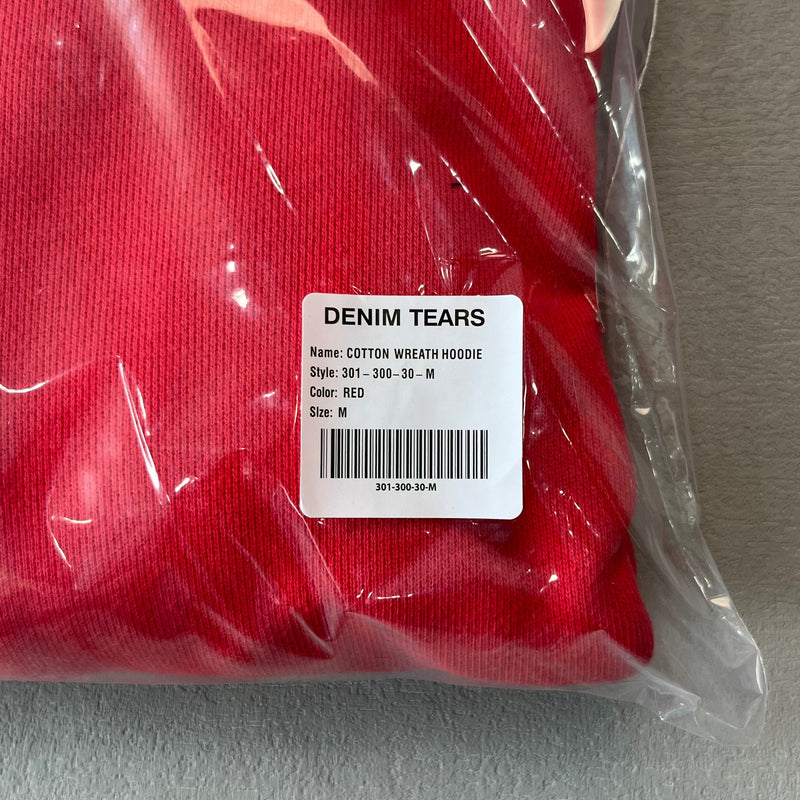 DENIM TEARS
Name: COTTON WREATH HOODIE
Style: 301-300-30-M
Color: RED
Size: M
301-300-30-M